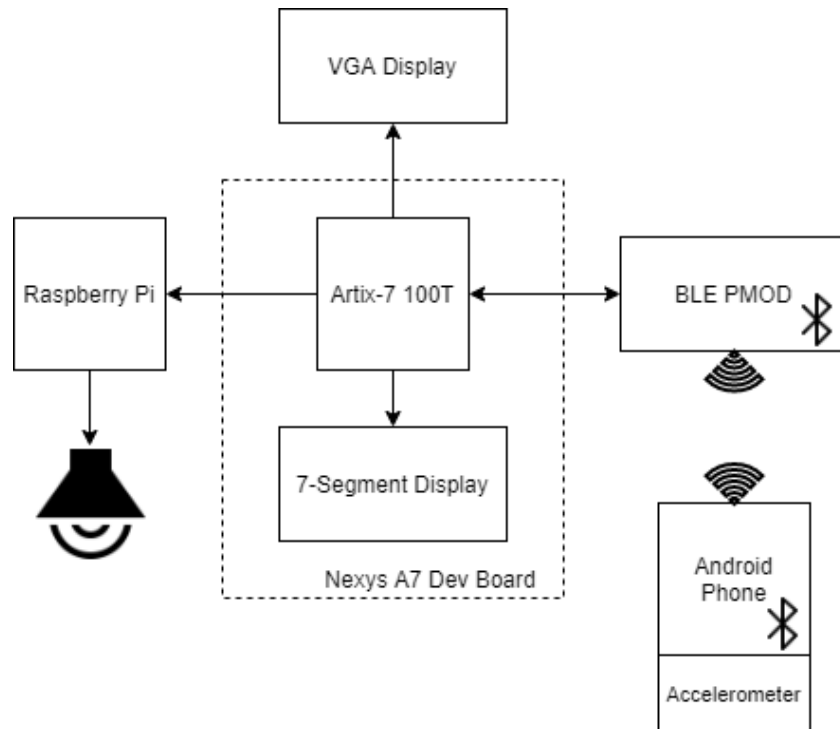 VGA Display
Raspberry Pi
Artix-7 100T
BLE PMOD
7-Segment Display
Nexys A7 Dev Board
Android
Phone
Accelerometer